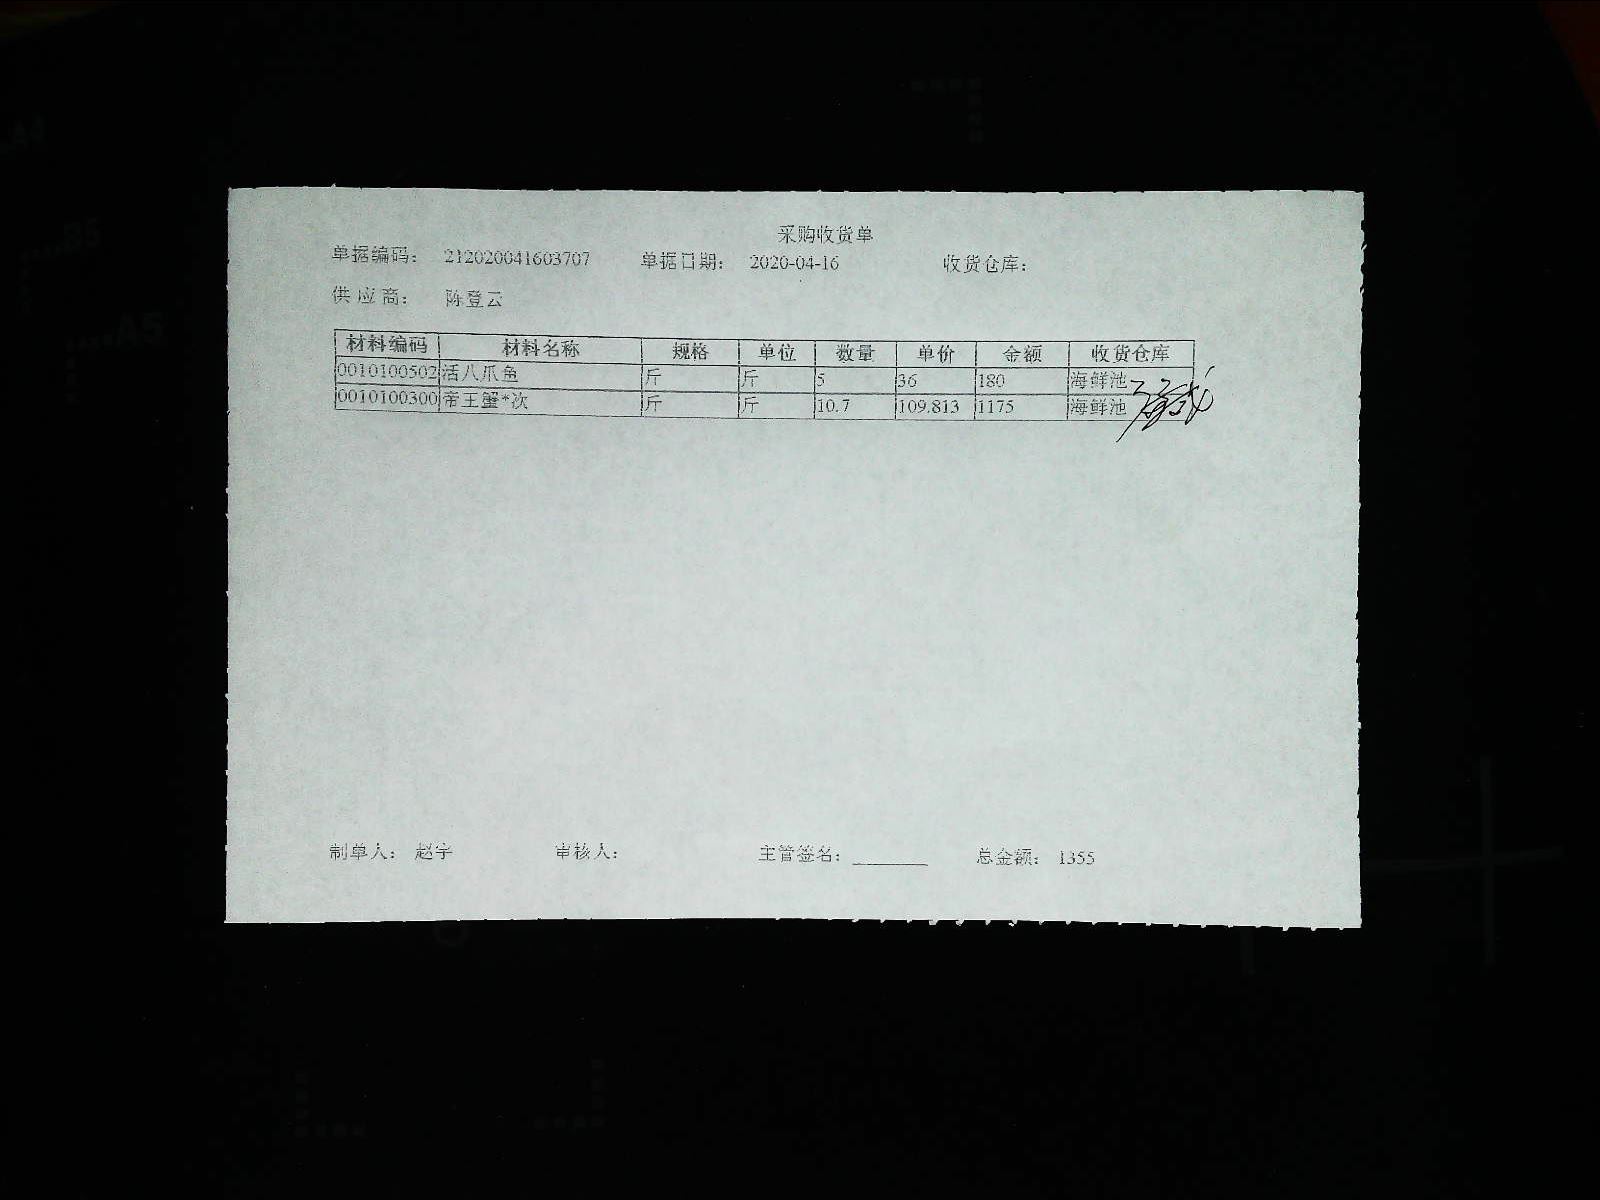 采购收货单
单据编码： 212020041603707 单据日期： 2020-04-16 收货仓库：
供应商： 陈登云
材料编码 材料名称 规格 单位 数量 单价 金额 收货仓库
0010100502 活八爪鱼 斤 斤 5 36 180 海鲜池
0010100300 帝王蟹*次 斤 斤 10.7 109.813 1175 海鲜池
制单人： 赵宇 审核人： 主管签名： 总金额： 1355
A4
B5
A5